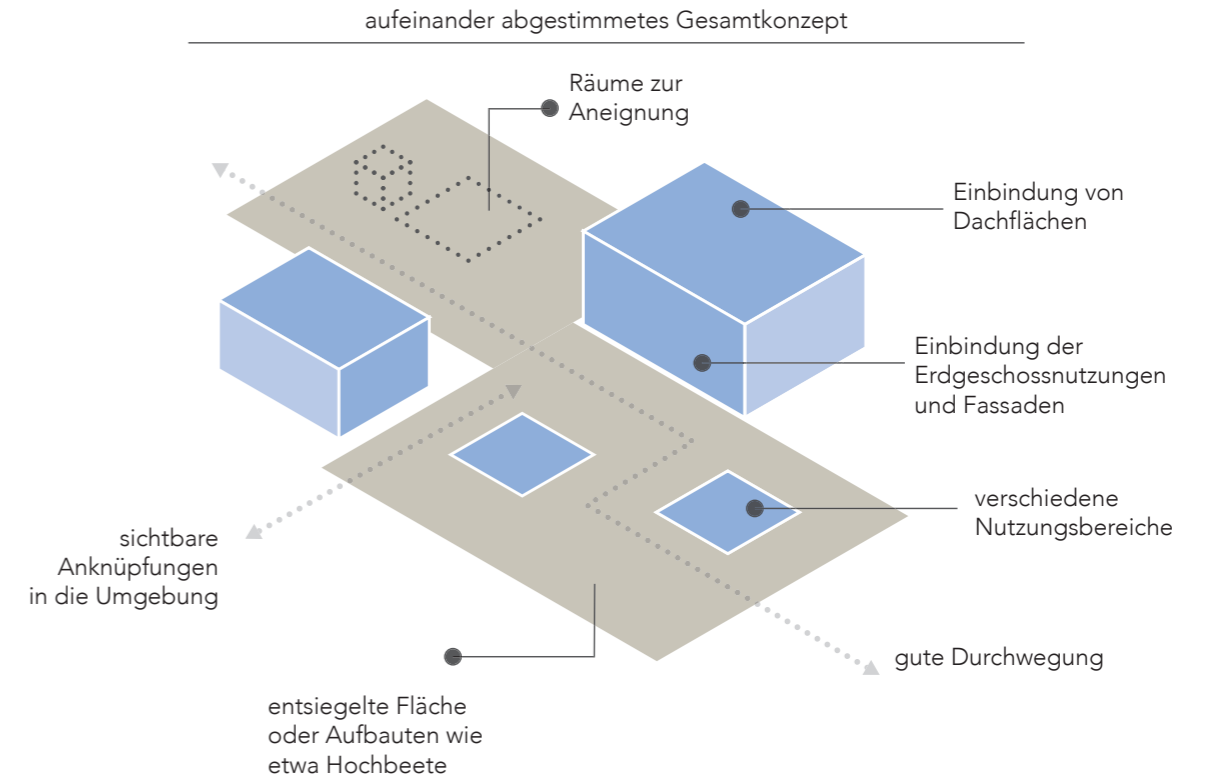 aufeinander abgestimmetes Gesamtkonzept
Räume zur
Aneignung
Einbindung von
Dachflächen
Einbindung der
Erdgeschossnutzungen
und Fassaden
verschiedene
Nutzungsbereiche
sichtbare
Anknüpfungen
in die Umgebung
gute Durchwegung
entsiegelte Fläche
oder Aufbauten wie
etwa Hochbeete